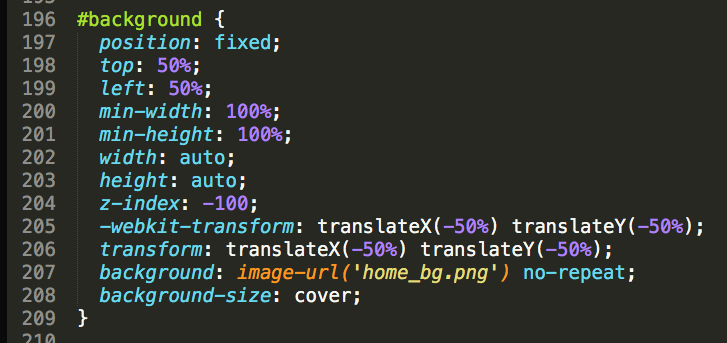 196 #background {
197 position: fixed;
198 top: 50%;
199 left: 50%;
200 min-width: 100%;
201 min-height: 100%;
202 width: auto;
203 height: auto;
204 z-index: -100;
205 -webkit-transform: translateX(-50%) translateY(-50%);
206 transform: translateX(-50%) translateY(-50%);
207 background: image-url('home_bg.png') no-repeat;
208 background-size: cover;
209 }
210